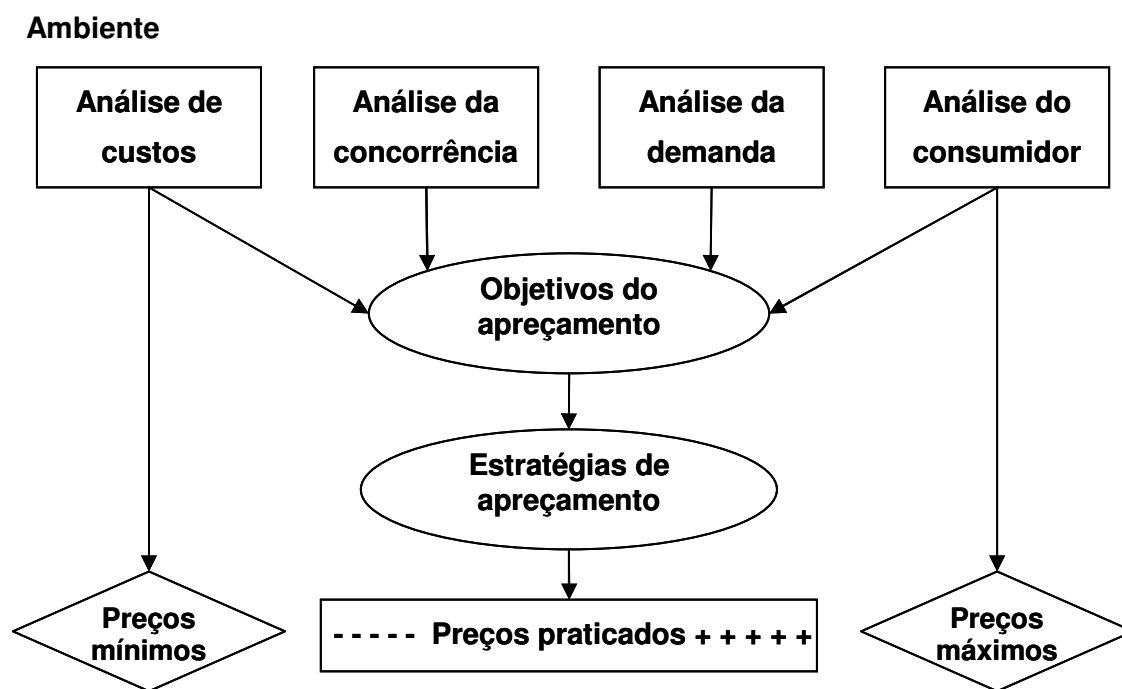 Ambiente
Análise de
custos
Análise da
concorrência
Análise da
demanda
Análise do
consumidor
Objetivos do
apreçamento
Estratégias de
apreçamento
Preços
mínimos
- - - - - Preços praticados + + + + +
Preços
máximos